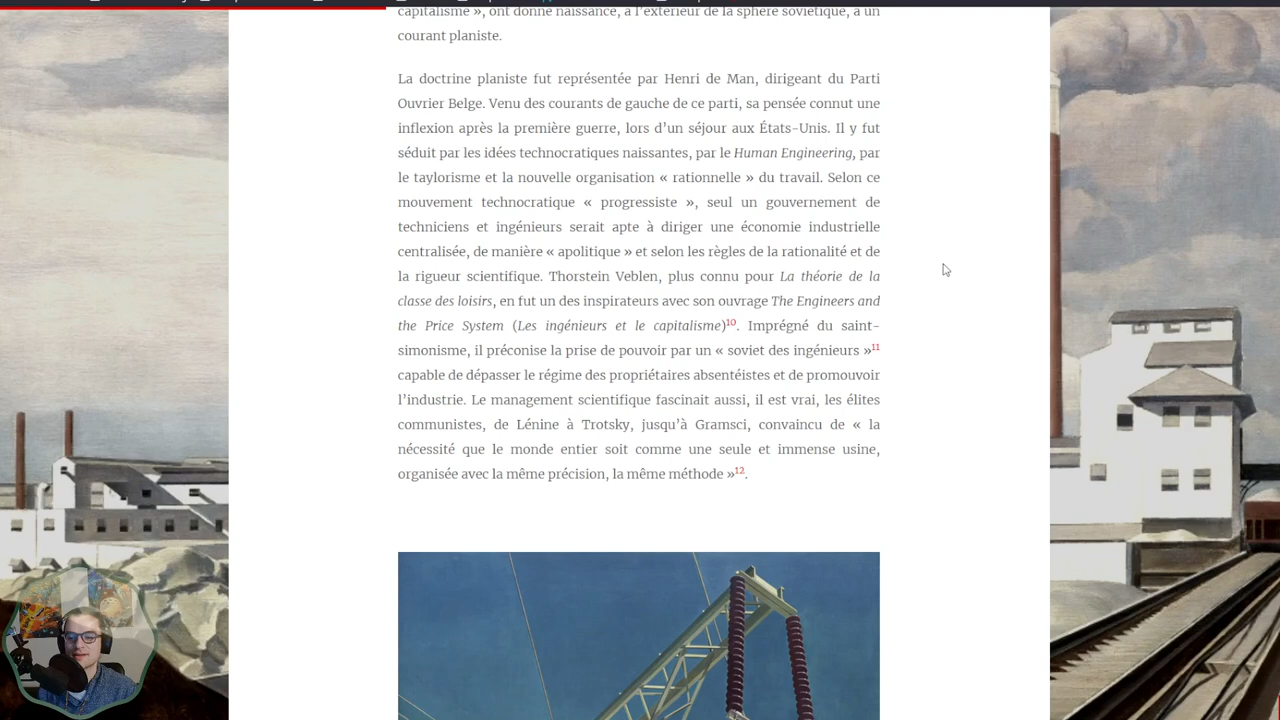 capitalisme », ont donné naissance, à l'extérieur de la sphère soviétique, à un
courant planiste.
La doctrine planiste fut représentée par Henri de Man, dirigeant du Parti
Ouvrier Belge. Venu des courants de gauche de ce parti, sa pensée connut une
inflexion après la première guerre, lors d'un séjour aux États-Unis. Il y fut
séduit par les idées technocratiques naissantes, par le Human Engineering, par
le taylorisme et la nouvelle organisation « rationnelle » du travail. Selon ce
mouvement technocratique « progressiste », seul un gouvernement de
techniciens et ingénieurs serait apte à diriger une économie industrielle
centralisée, de manière « apolitique » et selon les règles de la rationalité et de
la rigueur scientifique. Thorstein Veblen, plus connu pour La théorie de la
classe des loisirs, en fut un des inspirateurs avec son ouvrage The Engineers and
the Price System (Les ingénieurs et le capitalisme)10. Imprégné du saint-
simonisme, il préconise la prise de pouvoir par un « soviet des ingénieurs »11
capable de dépasser le régime des propriétaires absentéistes et de promouvoir
l'industrie. Le management scientifique fascinait aussi, il est vrai, les élites
communistes, de Lénine à Trotsky, jusqu'à Gramsci, convaincu de « la
nécessité que le monde entier soit comme une seule et immense usine,
organisée avec la même précision, la même méthode »12.